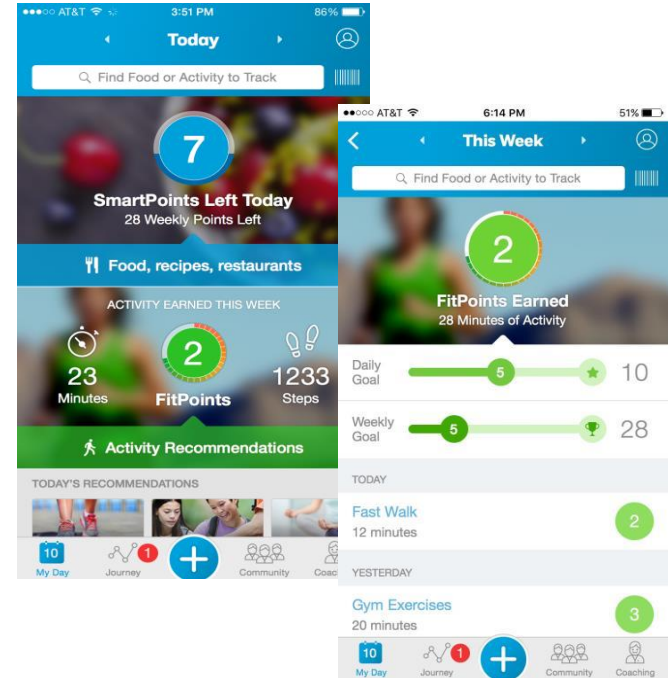 AT&T 3:51 PM 86%
Today
Find Food or Activity to Track
7
SmartPoints Left Today
28 Weekly Points Left
Food, recipes, restaurants
ACTIVITY EARNED THIS WEEK
23
Minutes
2
FitPoints
1233
Steps
Activity Recommendations
TODAY'S RECOMMENDATIONS
10
1
My Day Journey Community Coac
AT&T 6:14 PM 51%
This Week
Find Food or Activity to Track
2
FitPoints Earned
28 Minutes of Activity
Daily
Goal
5
10
Weekly
Goal
5
28
TODAY
Fast Walk
12 minutes
2
YESTERDAY
Gym Exercises
20 minutes
3
10
1
My Day Journey Community Coaching